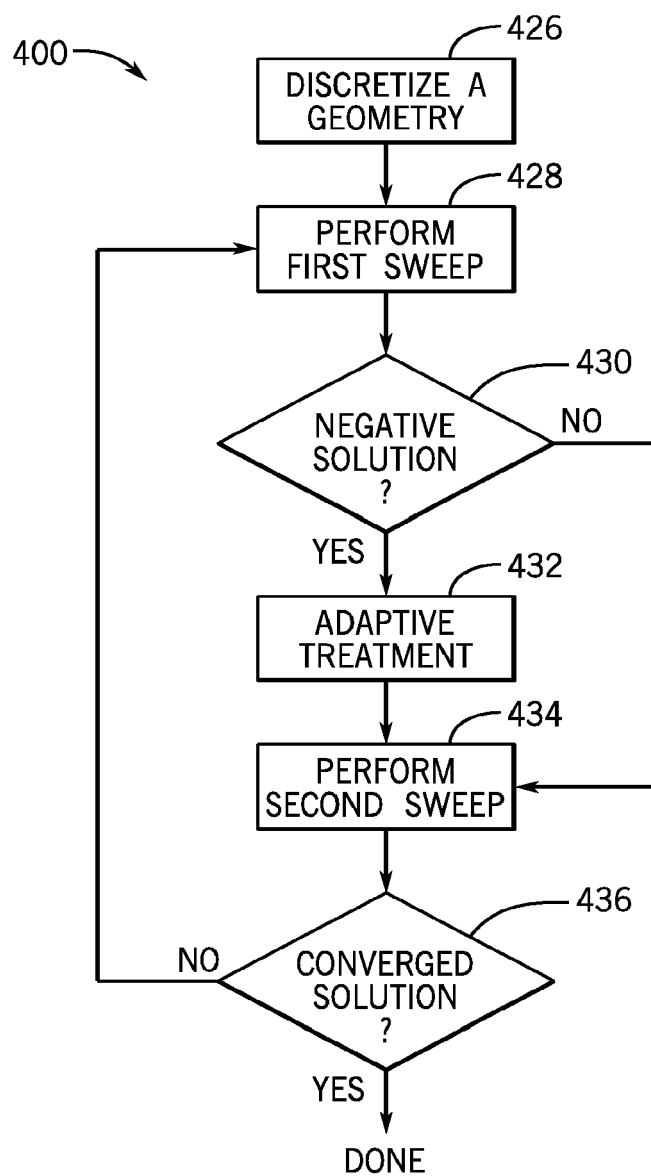 400
426
DISCRETIZE A
GEOMETRY
428
PERFORM
FIRST SWEEP
430
NEGATIVE
SOLUTION
?
NO
YES
432
ADAPTIVE
TREATMENT
434
PERFORM
SECOND SWEEP
436
NO
CONVERGED
SOLUTION
?
YES
DONE